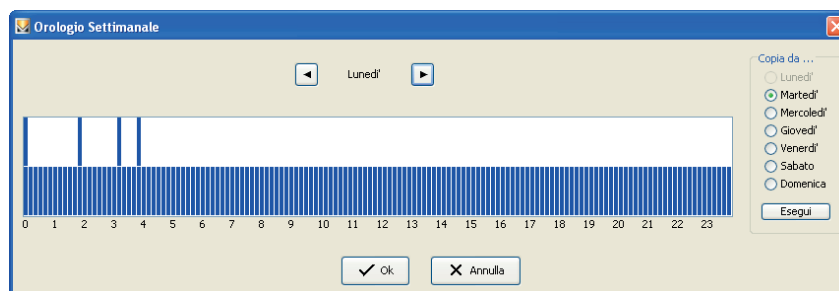 Orologio Settimanale
Lunedi'
Copia da ...
Lunedi'
Martedi'
Mercoledi'
Giovedi'
Venerdi'
Sabato
Domenica
Esegui
0 1 2 3 4 5 6 7 8 9 10 11 12 13 14 15 16 17 18 19 20 21 22 23
Ok Annulla